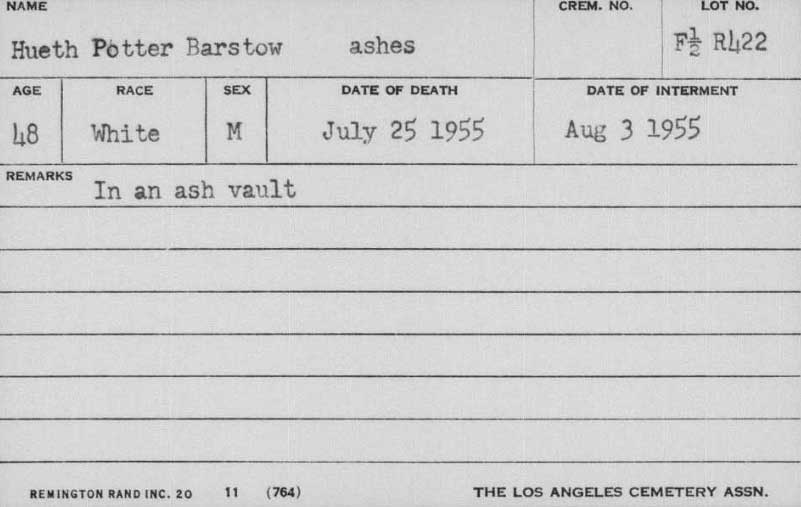 NAME CREM. NO. LOT NO.
Hueth Potter Barstow ashes F½ R422
AGE RACE SEX DATE OF DEATH DATE OF INTERMENT
48 White M July 25 1955 Aug 3 1955
REMARKS In an ash vault
REMINGTON RAND INC. 20 11 (764) THE LOS ANGELES CEMETERY ASSN.